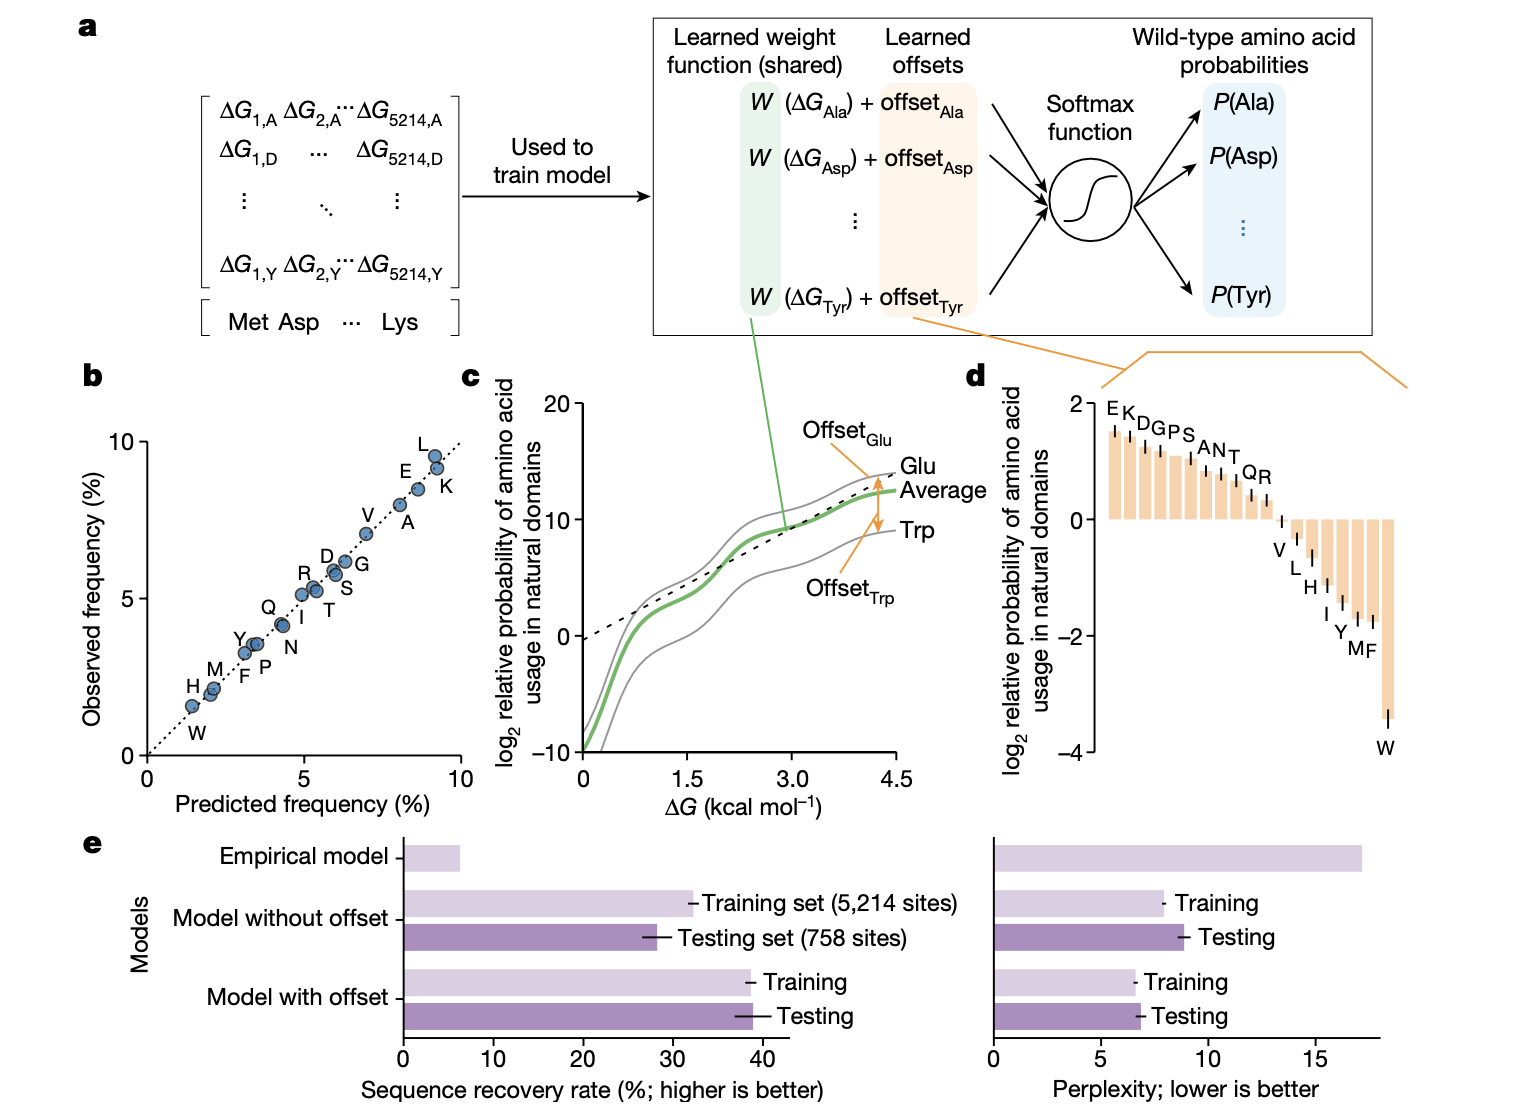 a
ΔG1,A ΔG2,A ··· ΔG5214,A
ΔG1,D ··· ΔG5214,D
⋮ ⋱ ⋮
ΔG1,Y ΔG2,Y ··· ΔG5214,Y
Met Asp ··· Lys
Used to
train model
Learned weight
function (shared)
Learned
offsets
Wild-type amino acid
probabilities
W (ΔGAla) + offsetAla
W (ΔGAsp) + offsetAsp
⋮
W (ΔGTyr) + offsetTyr
Softmax
function
P(Ala)
P(Asp)
⋮
P(Tyr)
b
Observed frequency (%)
10
5
0
0 5 10
Predicted frequency (%)
L
E
K
A
V
D
G
S
R
T
I
Q
N
Y
P
F
M
H
W
c
log2 relative probability of amino acid
usage in natural domains
20
10
0
−10
0 1.5 3.0 4.5
ΔG (kcal mol−1)
OffsetGlu
Glu
Average
Trp
OffsetTrp
d
log2 relative probability of amino acid
usage in natural domains
2
0
−2
−4
E K D G P S A N T Q R
V L H I Y M F W
e
Models
Empirical model
Model without offset
Model with offset
Training set (5,214 sites)
Testing set (758 sites)
Training
Testing
0 10 20 30 40
Sequence recovery rate (%; higher is better)
Training
Testing
Training
Testing
0 5 10 15
Perplexity; lower is better